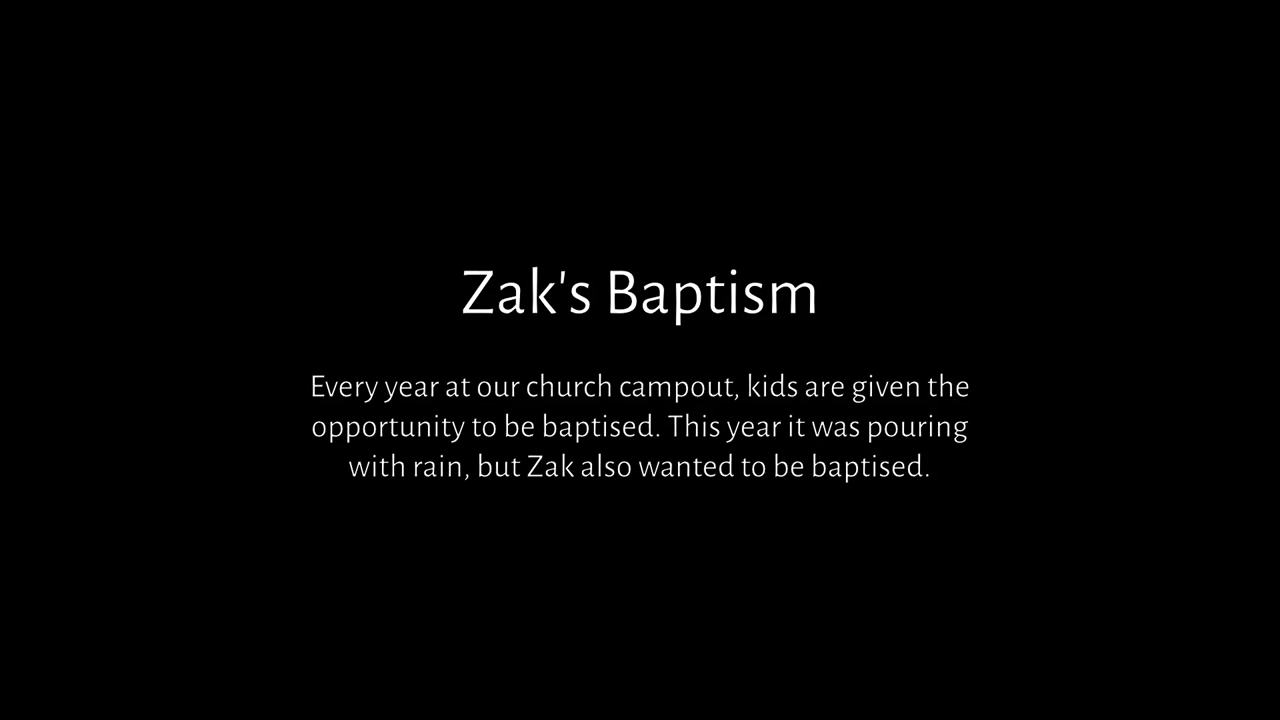 Zak's Baptism
Every year at our church campout, kids are given the
opportunity to be baptised. This year it was pouring
with rain, but Zak also wanted to be baptised.